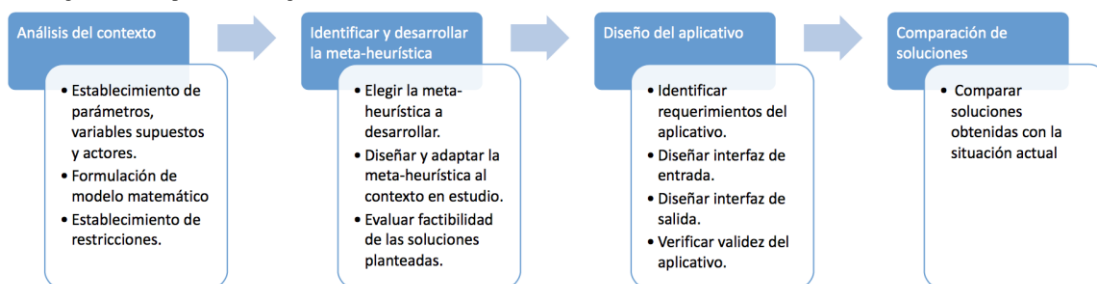 Análisis del contexto
• Establecimiento de
parámetros,
variables supuestos
y actores.
• Formulación de
modelo matemático
• Establecimiento de
restricciones.
Identificar y desarrollar
la meta-heurística
• Elegir la meta-
heurística a
desarrollar.
• Diseñar y adaptar la
meta-heurística al
contexto en estudio.
• Evaluar factibilidad
de las soluciones
planteadas.
Diseño del aplicativo
• Identificar
requerimientos del
aplicativo.
• Diseñar interfaz de
entrada.
• Diseñar interfaz de
salida.
• Verificar validez del
aplicativo.
Comparación de
soluciones
• Comparar
soluciones
obtenidas con la
situación actual